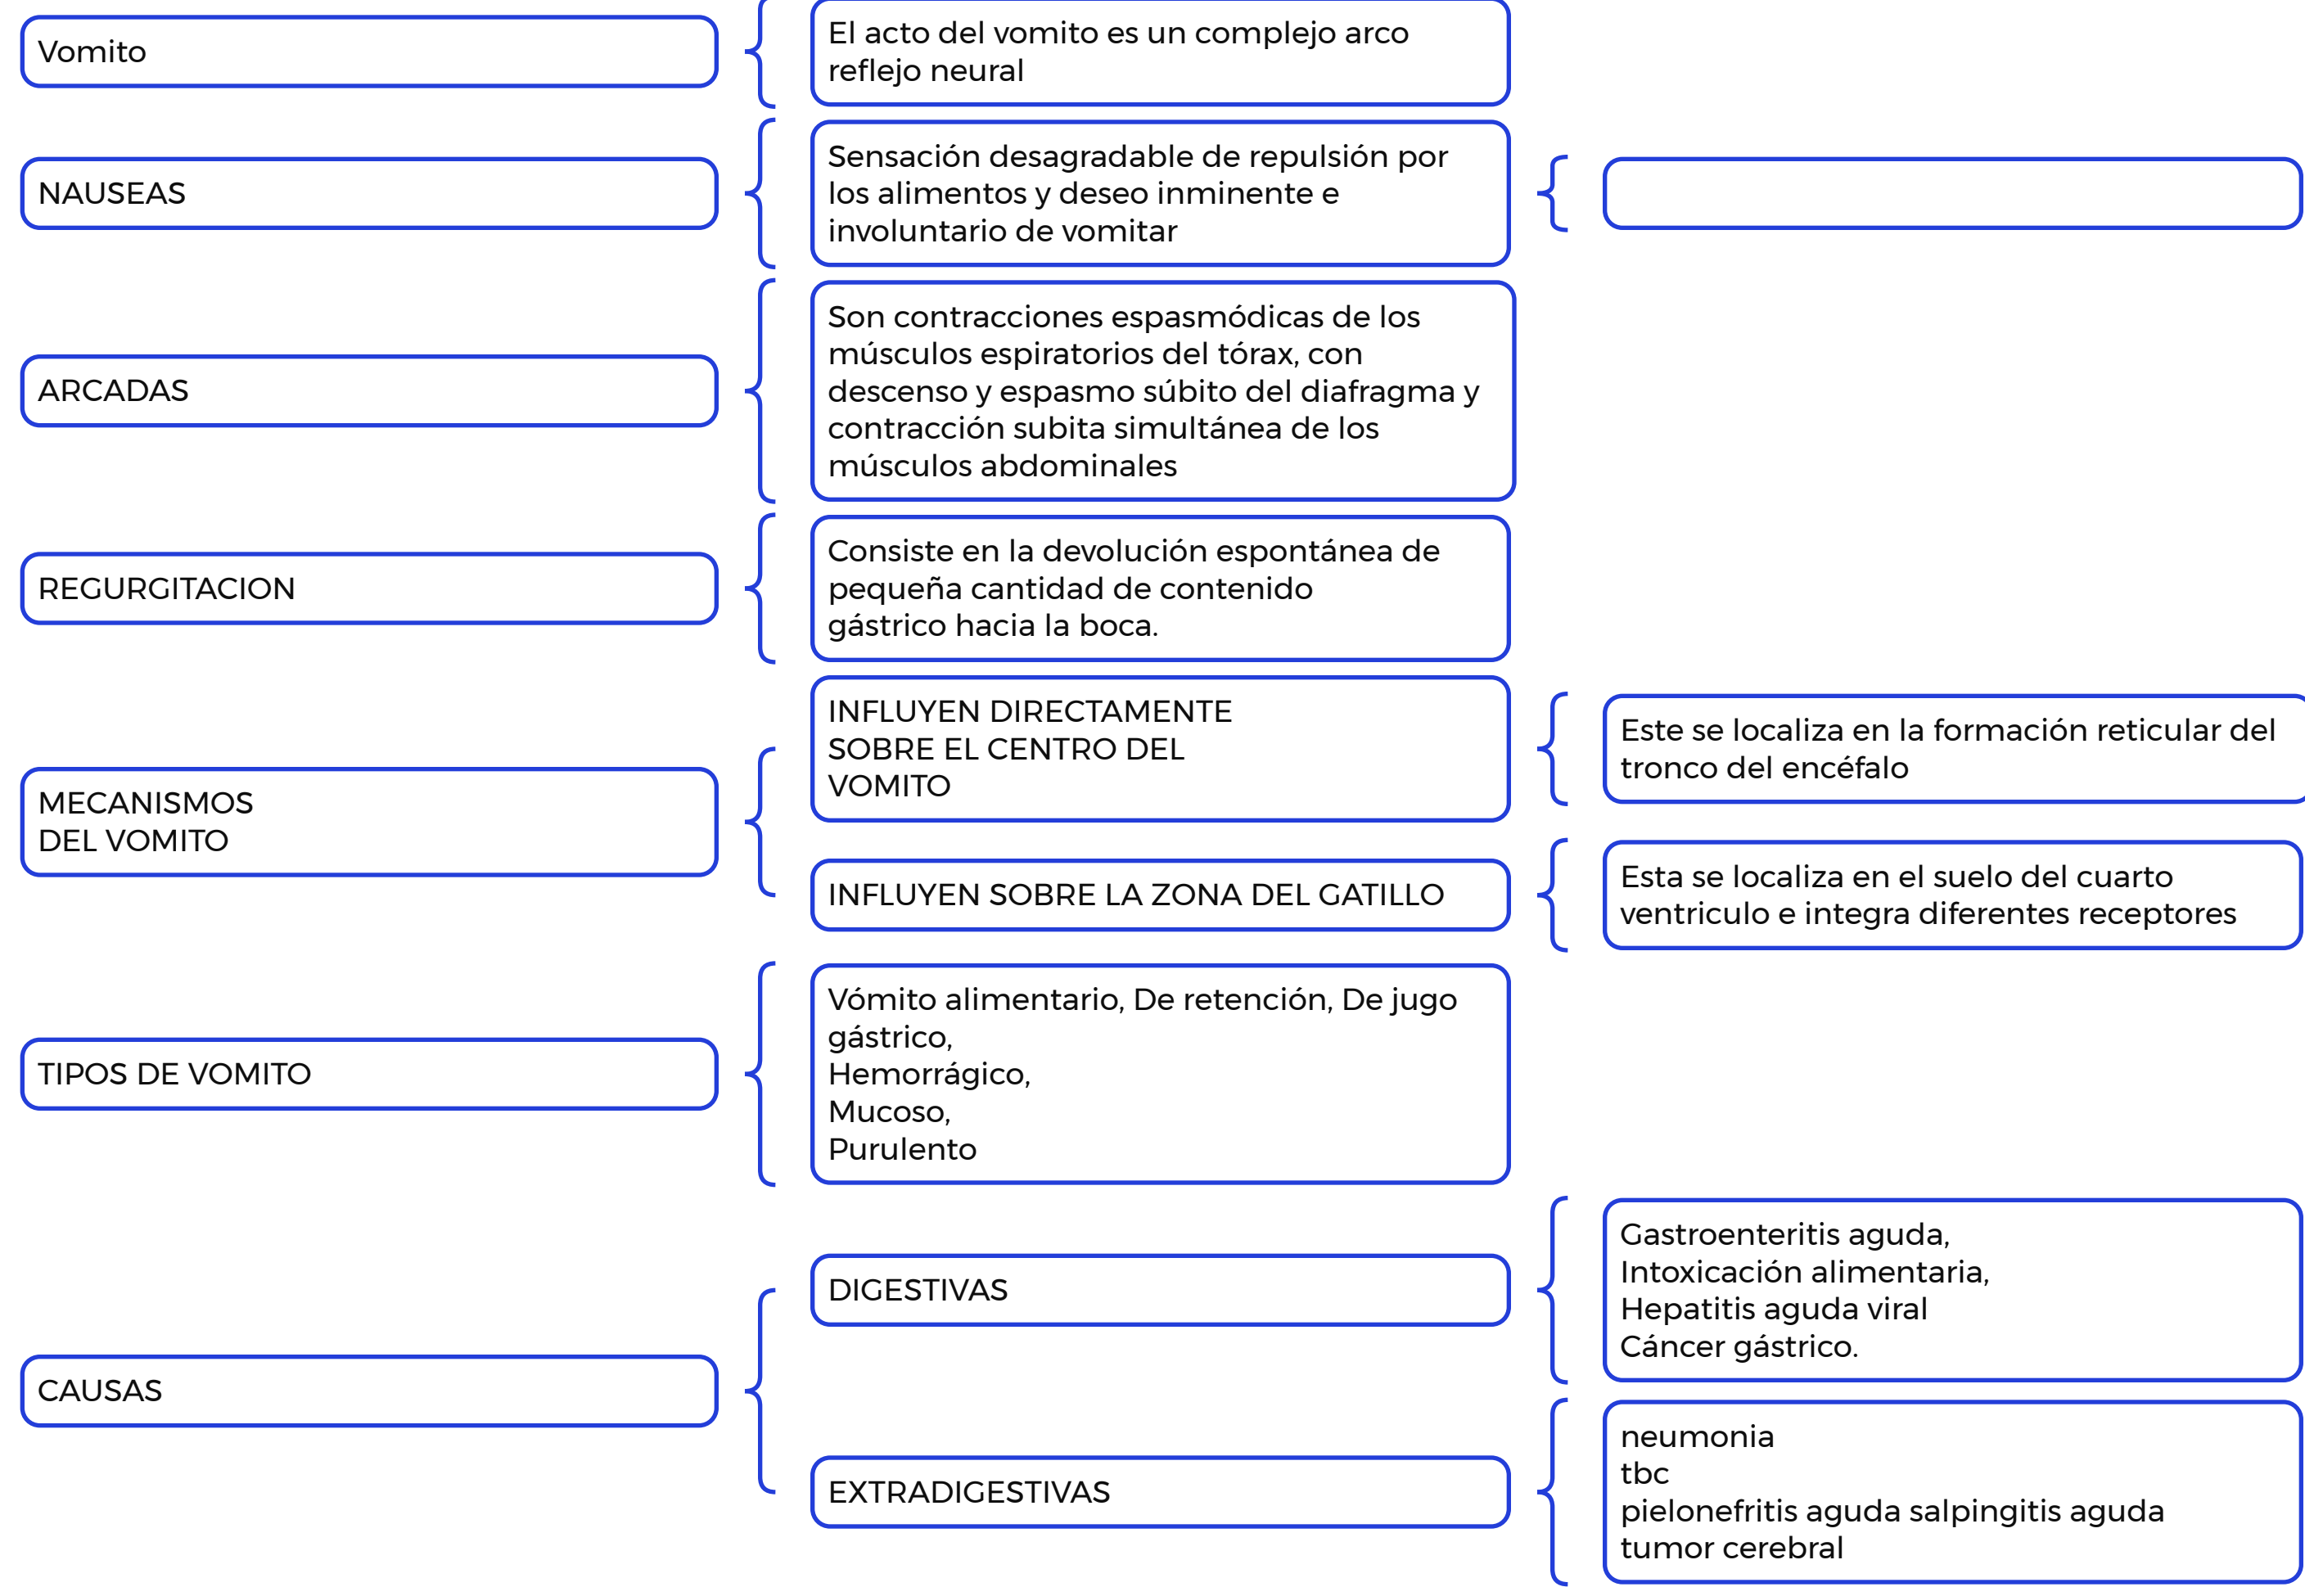 Vomito
El acto del vomito es un complejo arco
reflejo neural
NAUSEAS
Sensación desagradable de repulsión por
los alimentos y deseo inminente e
involuntario de vomitar
ARCADAS
Son contracciones espasmódicas de los
músculos espiratorios del tórax, con
descenso y espasmo súbito del diafragma y
contracción subita simultánea de los
músculos abdominales
REGURGITACION
Consiste en la devolución espontánea de
pequeña cantidad de contenido
gástrico hacia la boca.
MECANISMOS
DEL VOMITO
INFLUYEN DIRECTAMENTE
SOBRE EL CENTRO DEL
VOMITO
Este se localiza en la formación reticular del
tronco del encéfalo
INFLUYEN SOBRE LA ZONA DEL GATILLO
Esta se localiza en el suelo del cuarto
ventriculo e integra diferentes receptores
TIPOS DE VOMITO
Vómito alimentario, De retención, De jugo
gástrico,
Hemorrágico,
Mucoso,
Purulento
CAUSAS
DIGESTIVAS
Gastroenteritis aguda,
Intoxicación alimentaria,
Hepatitis aguda viral
Cáncer gástrico.
EXTRADIGESTIVAS
neumonia
tbc
pielonefritis aguda salpingitis aguda
tumor cerebral